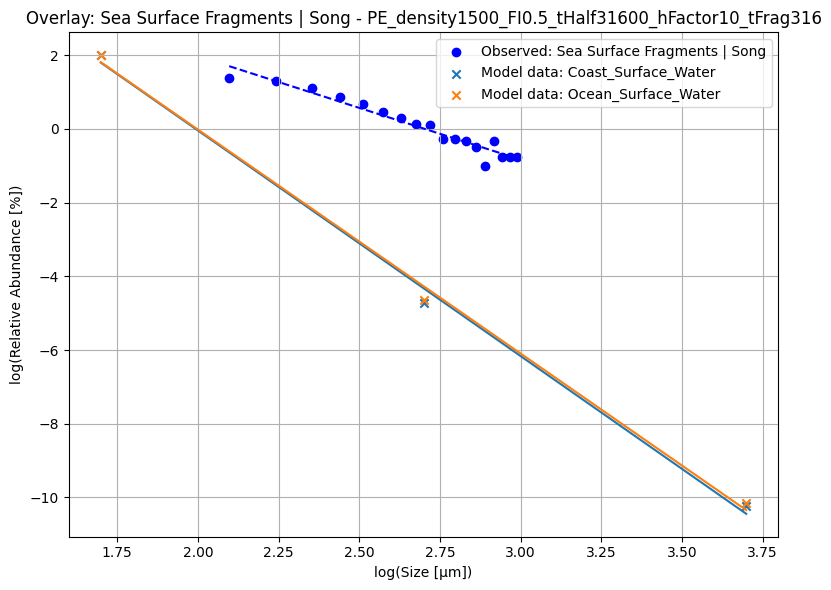 Overlay: Sea Surface Fragments | Song - PE_density1500_FI0.5_tHalf31600_hFactor10_tFrag316
Observed: Sea Surface Fragments | Song
Model data: Coast_Surface_Water
Model data: Ocean_Surface_Water
log(Relative Abundance [%])
2
0
−2
−4
−6
−8
−10
1.75
2.00
2.25
2.50
2.75
3.00
3.25
3.50
3.75
log(Size [µm])